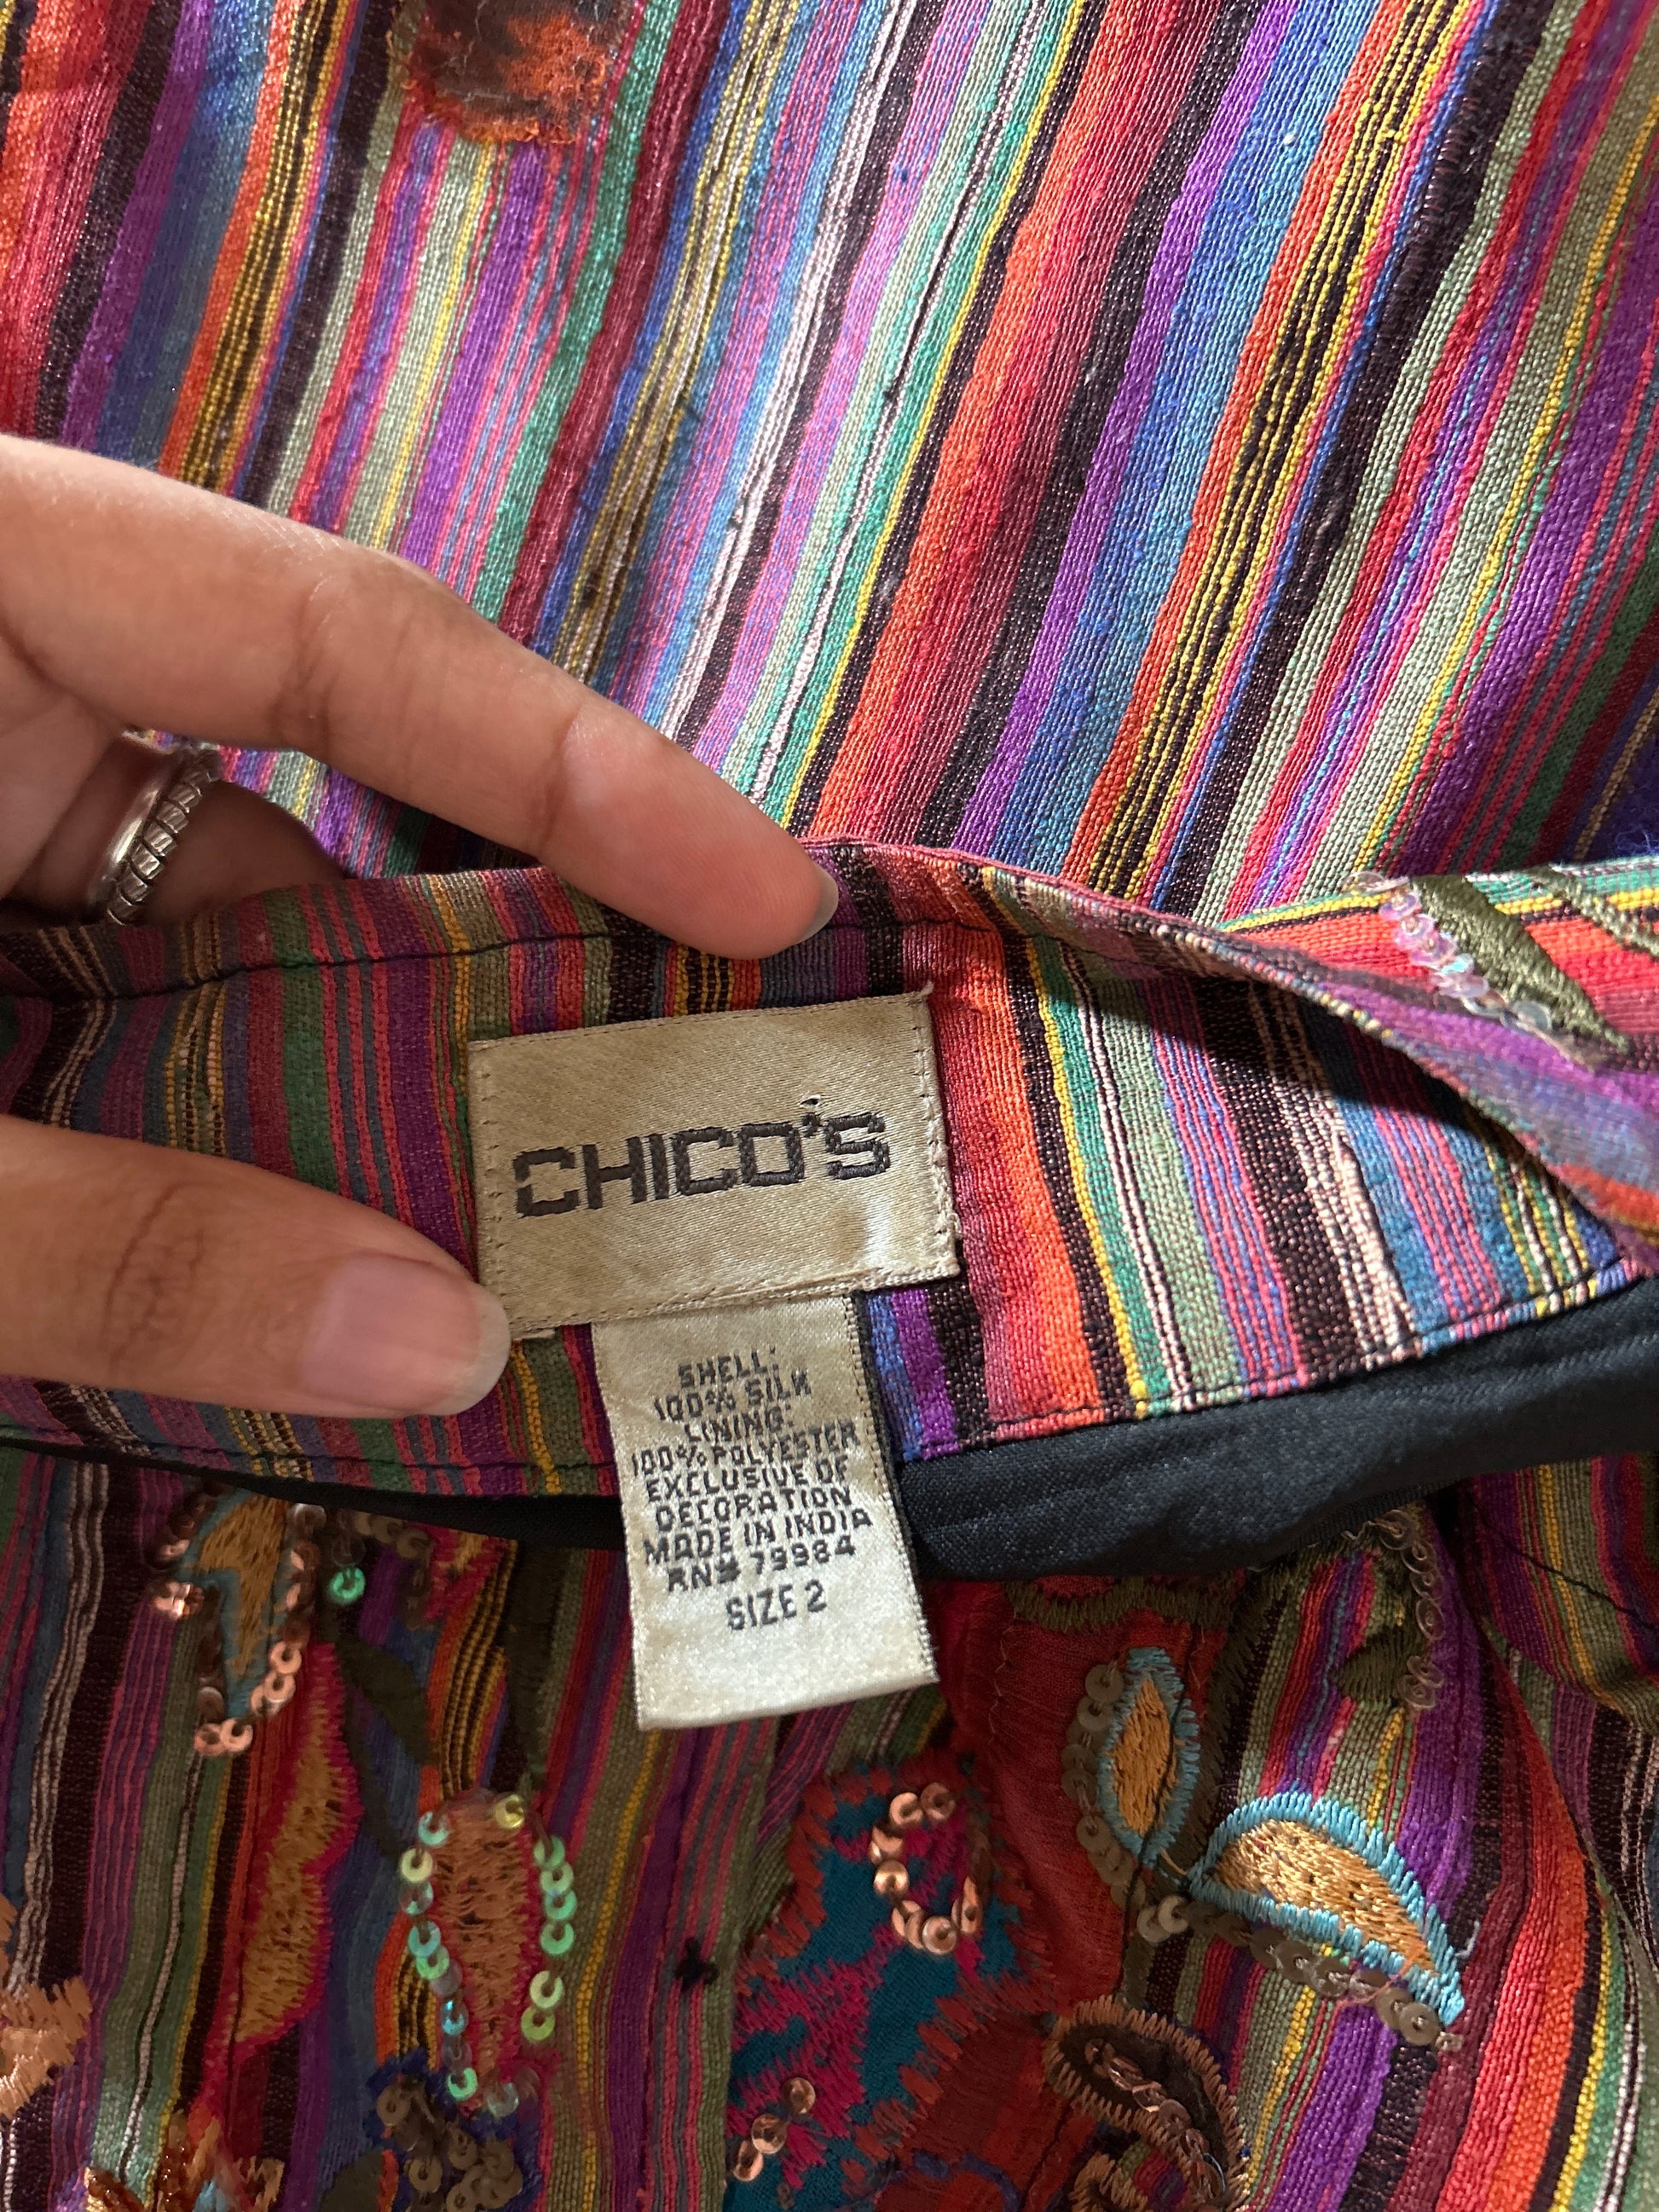 CHICO'S
SHELL:
100% SILK
LINING:
100% POLYESTER
EXCLUSIVE OF
DECORATION
MADE IN INDIA
RN# 79984
SIZE 2